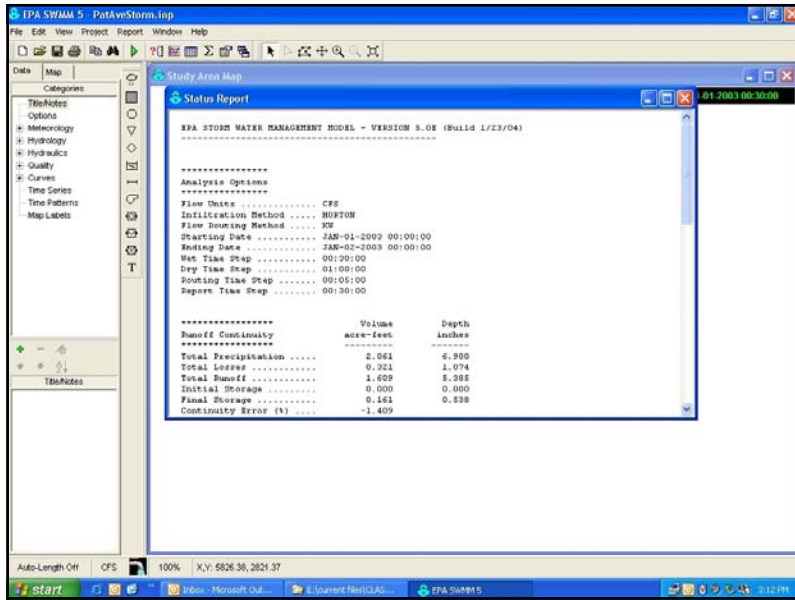 EPA SWMM 5 - PatAveStorm.inp
File Edit View Project Report Window Help
Data Map
Categories
Title/Notes
Options
Meteorology
Hydrology
Hydraulics
Quality
Curves
Time Series
Time Patterns
Map Labels
Title/Notes
Study Area Map
-01-2003 00:30:00
Status Report
EPA STORM WATER MANAGEMENT MODEL - VERSION 5.0E (Build 1/23/04)
****************
Analysis Options
****************
Flow Units ............. CFS
Infiltration Method ..... HORTON
Flow Routing Method ..... KW
Starting Date ........... JAN-01-2003 00:00:00
Ending Date ............. JAN-02-2003 00:00:00
Wet Time Step ........... 00:30:00
Dry Time Step ........... 01:00:00
Routing Time Step ....... 00:05:00
Report Time Step ........ 00:30:00
**************** Volume Depth
Runoff Continuity acre-feet inches
**************** --------- -------
Total Precipitation ..... 2.061 6.900
Total Losses ............ 0.321 1.074
Total Runoff ............ 1.609 5.385
Initial Storage ......... 0.000 0.000
Final Storage ........... 0.161 0.538
Continuity Error (%) .... -1.409
Auto-Length Off CFS 100% X,Y: 5826.38, 2821.37
start Inbox - Microsoft Out... E:\current files\CLAS... EPA SWMM 5 3:12 PM